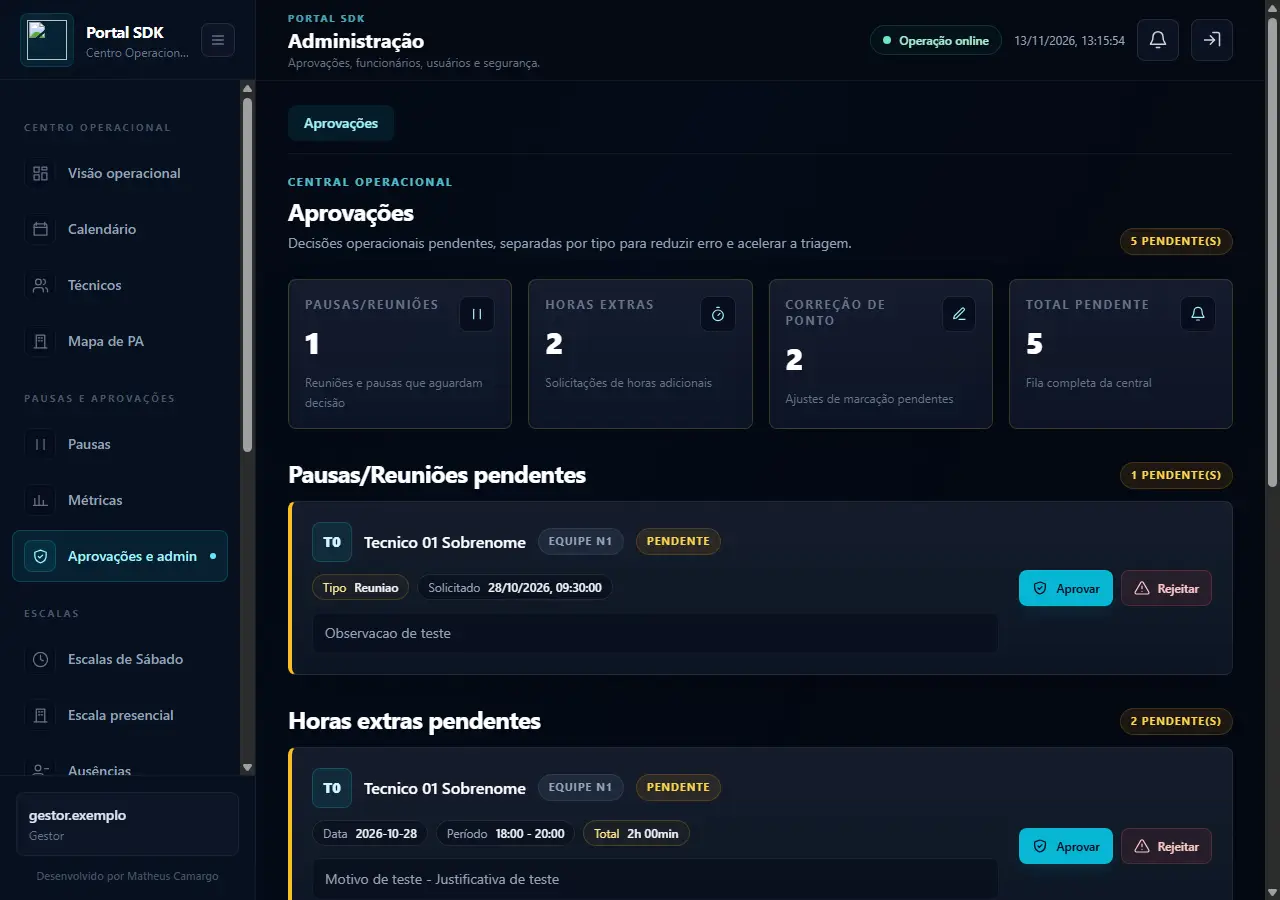 Portal SDK
Centro Operacion...
CENTRO OPERACIONAL
Visão operacional
Calendário
Técnicos
Mapa de PA
PAUSAS E APROVAÇÕES
Pausas
Métricas
Aprovações e admin
ESCALAS
Escalas de Sábado
Escala presencial
Ausências
gestor.exemplo
Gestor
Desenvolvido por Matheus Camargo
PORTAL SDK
Administração
Aprovações, funcionários, usuários e segurança.
Operação online
13/11/2026, 13:15:54
Aprovações
CENTRAL OPERACIONAL
Aprovações
Decisões operacionais pendentes, separadas por tipo para reduzir erro e acelerar a triagem.
5 PENDENTE(S)
PAUSAS/REUNIÕES
1
Reuniões e pausas que aguardam
decisão
HORAS EXTRAS
2
Solicitações de horas adicionais
CORREÇÃO DE
PONTO
2
Ajustes de marcação pendentes
TOTAL PENDENTE
5
Fila completa da central
Pausas/Reuniões pendentes
1 PENDENTE(S)
T0 Tecnico 01 Sobrenome EQUIPE N1 PENDENTE
Tipo Reuniao Solicitado 28/10/2026, 09:30:00
Observacao de teste
Aprovar Rejeitar
Horas extras pendentes
2 PENDENTE(S)
T0 Tecnico 01 Sobrenome EQUIPE N1 PENDENTE
Data 2026-10-28 Período 18:00 - 20:00 Total 2h 00min
Motivo de teste - Justificativa de teste
Aprovar Rejeitar